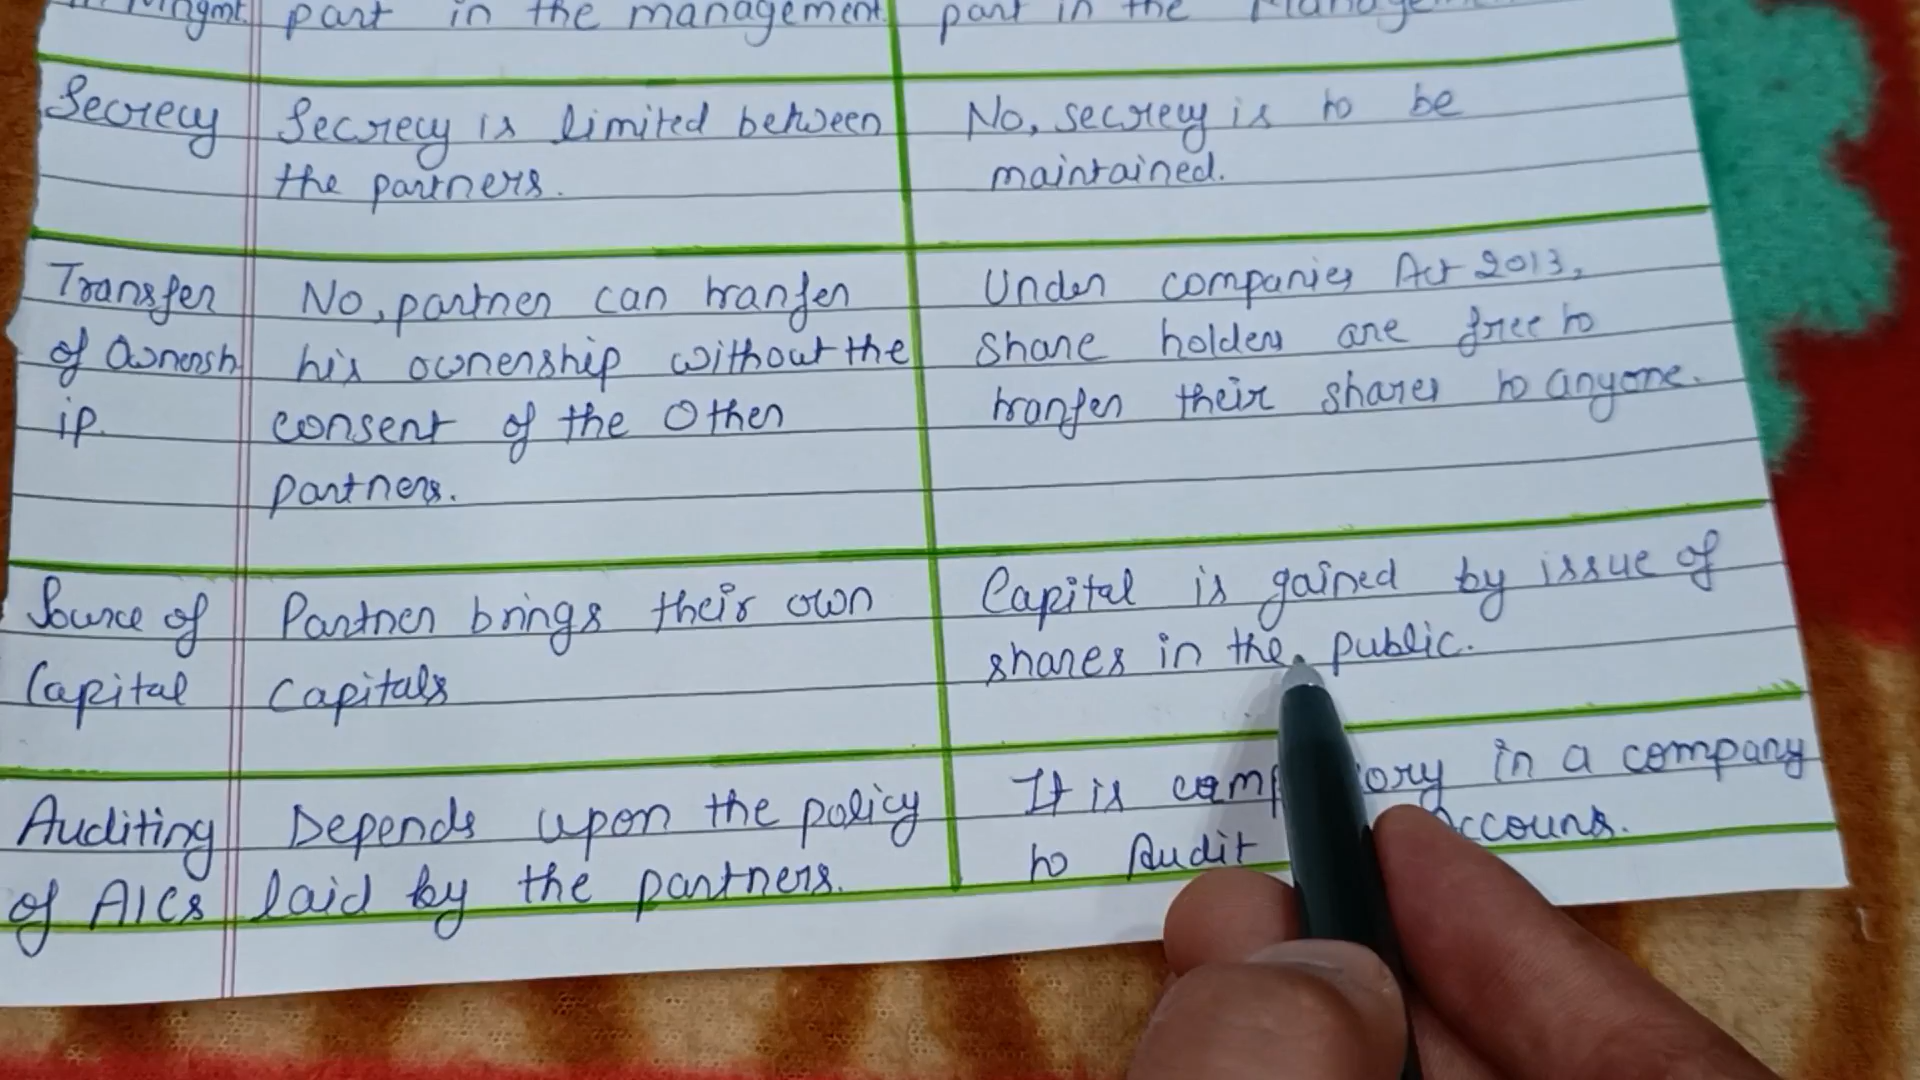 Mngmt. part in the management. part in the Manage
Secrecy Secrecy is limited between No, secrecy is to be
the partners. maintained.
Transfer No, partner can tranfer Under companies Act 2013,
of Ownersh his ownership without the share holders are free to
ip. consent of the Other tranfer their shares to anyone.
partners.
Source of Partner brings their own Capital is gained by issue of
Capital Capitals shares in the public.
Auditing Depends upon the policy It is comp ory in a company
of A/Cs laid by the partners. to Audit